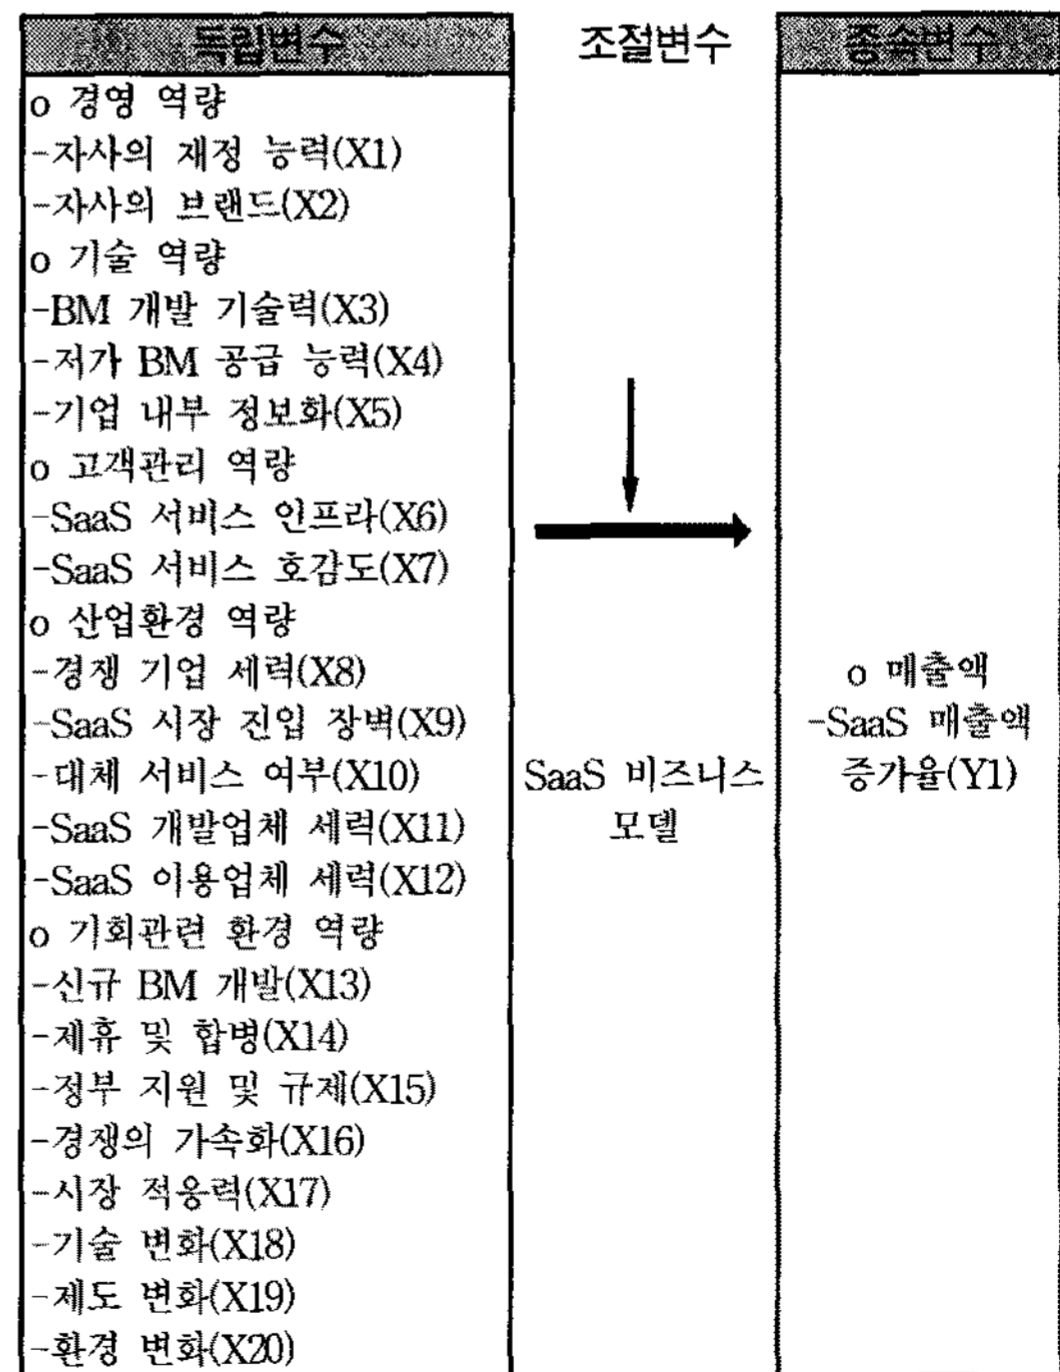 독립변수
o 경영 역량
-자사의 재정 능력(X1)
-자사의 브랜드(X2)
o 기술 역량
-BM 개발 기술력(X3)
-저가 BM 공급 능력(X4)
-기업 내부 정보화(X5)
o 고객관리 역량
-SaaS 서비스 인프라(X6)
-SaaS 서비스 호감도(X7)
o 산업환경 역량
-경쟁 기업 세력(X8)
-SaaS 시장 진입 장벽(X9)
-대체 서비스 여부(X10)
-SaaS 개발업체 세력(X11)
-SaaS 이용업체 세력(X12)
o 기회관련 환경 역량
-신규 BM 개발(X13)
-제휴 및 합병(X14)
-정부 지원 및 규제(X15)
-경쟁의 가속화(X16)
-시장 적응력(X17)
-기술 변화(X18)
-제도 변화(X19)
-환경 변화(X20)
조절변수
SaaS 비즈니스
모델
종속변수
o 매출액
-SaaS 매출액
증가율(Y1)